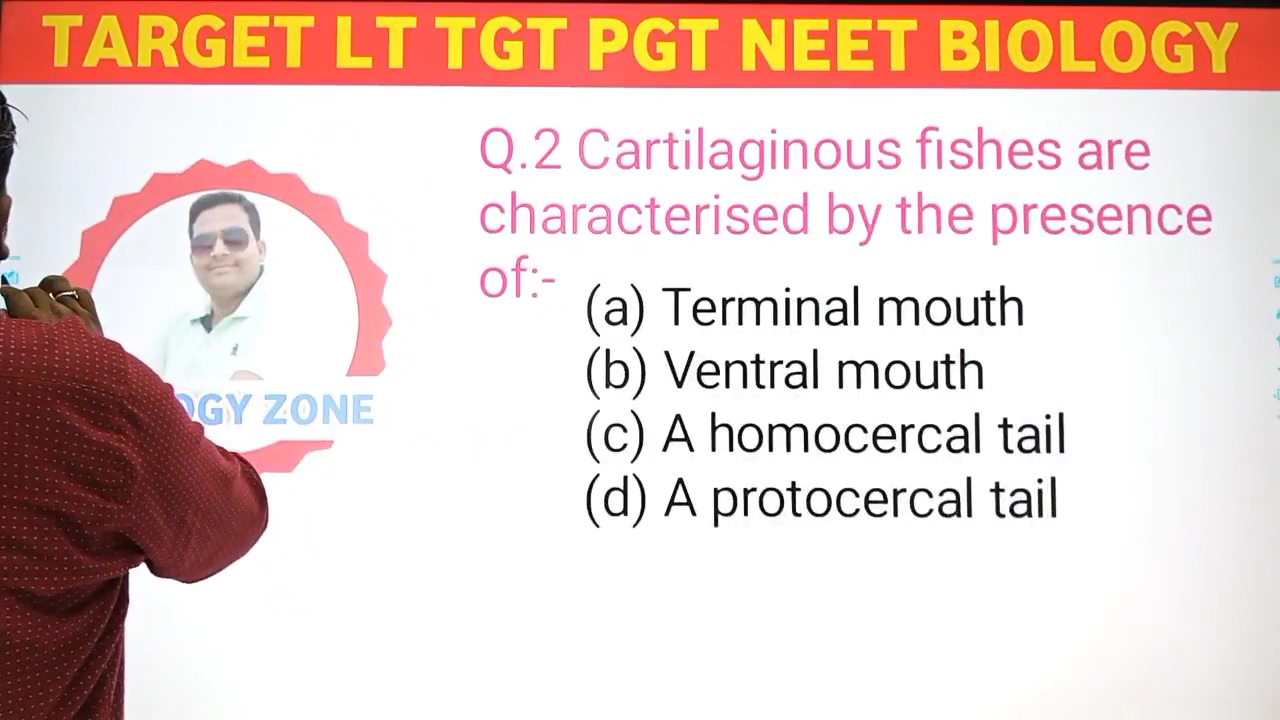 TARGET LT TGT PGT NEET BIOLOGY
Q.2 Cartilaginous fishes are
characterised by the presence
of:-
(a) Terminal mouth
(b) Ventral mouth
(c) A homocercal tail
(d) A protocercal tail
OGY ZONE